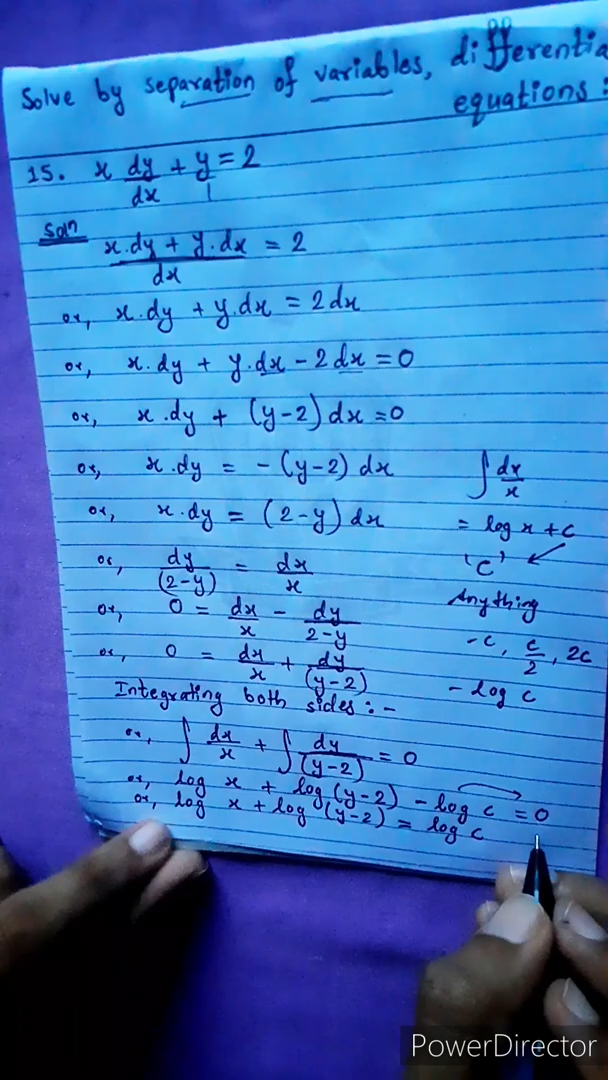 Solve by separation of variables, differentia
equations :
15. x dy/dx + y/1 = 2
Soln
x.dy + y.dx / dx = 2
or, x.dy + y.dx = 2dx
or, x.dy + y.dx - 2dx = 0
or, x.dy + (y-2) dx = 0
or, x.dy = - (y-2) dx
or, x.dy = (2-y) dx
or, dy/(2-y) = dx/x
or, 0 = dx/x - dy/2-y
or, 0 = dx/x + dy/(y-2)
∫ dx/x
= log x + c
'c'
Anything
-c, c/2, 2c
- log c
Integrating both sides : -
or, ∫ dx/x + ∫ dy/(y-2) = 0
or, log x + log (y-2) - log c = 0
or, log x + log (y-2) = log c
PowerDirector